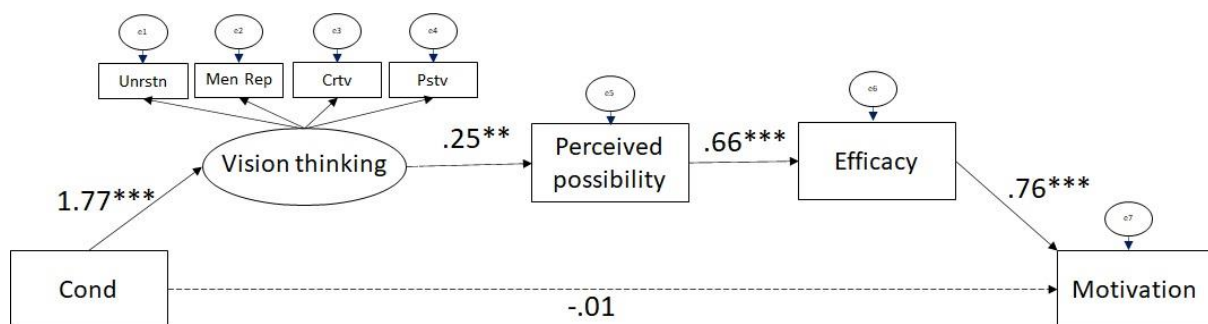 e1
e2
e3
e4
Unrstn
Men Rep
Crtv
Pstv
e5
e6
Vision thinking
.25**
Perceived
possibility
.66***
Efficacy
1.77***
.76***
e7
Cond
-.01
Motivation